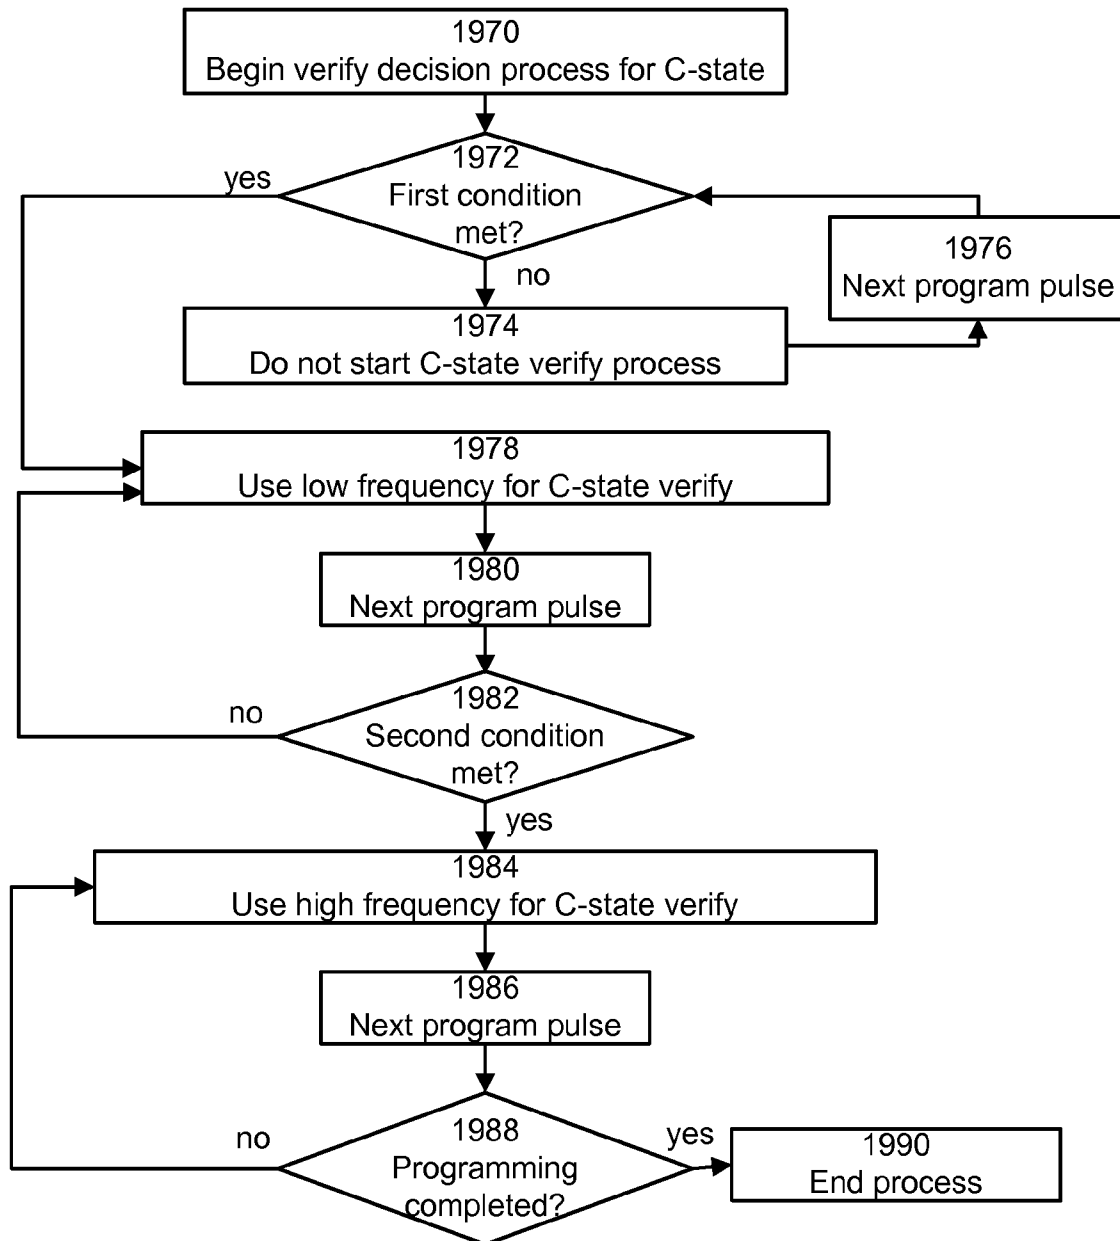 1970
Begin verify decision process for C-state
1972
First condition
met?
yes
no
1976
Next program pulse
1974
Do not start C-state verify process
1978
Use low frequency for C-state verify
1980
Next program pulse
1982
Second condition
met?
no
yes
1984
Use high frequency for C-state verify
1986
Next program pulse
1988
Programming
completed?
no
yes
1990
End process